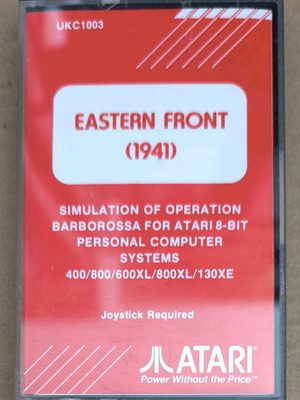 UKC1003
EASTERN FRONT
(1941)
SIMULATION OF OPERATION
BARBOROSSA FOR ATARI 8-BIT
PERSONAL COMPUTER
SYSTEMS
400/800/600XL/800XL/130XE
Joystick Required
ATARI
Power Without the Price™